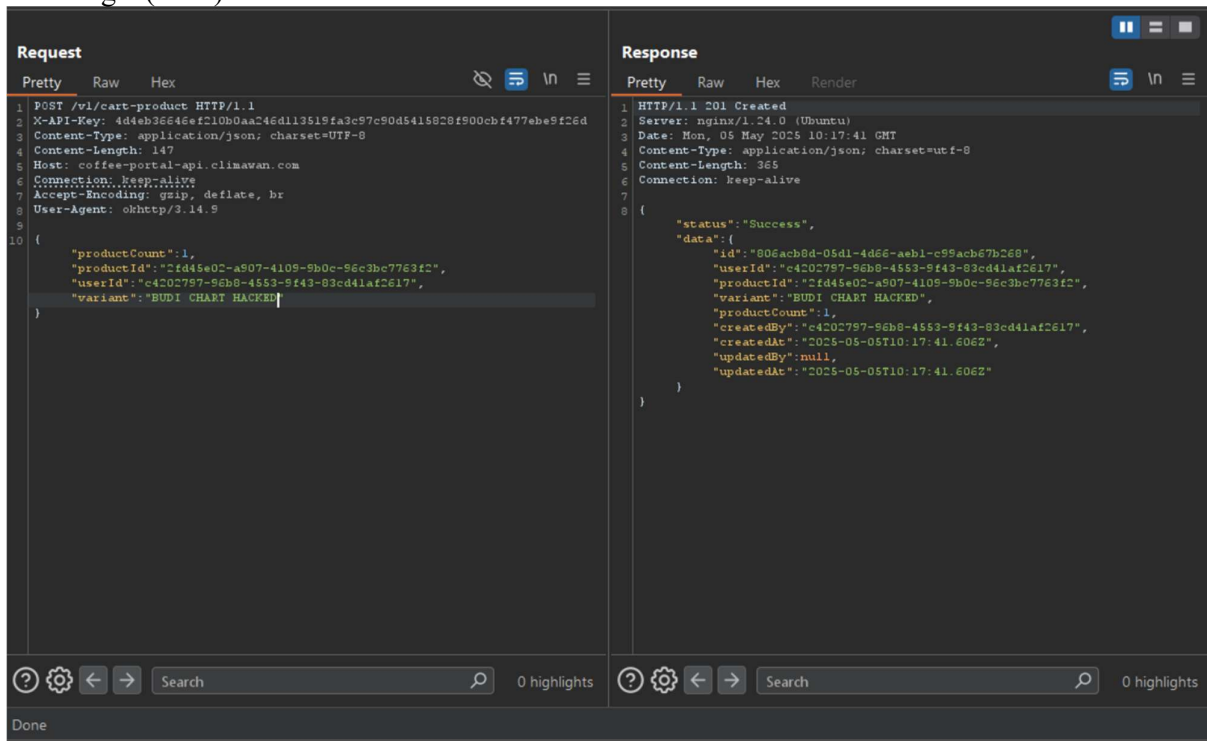 Request
Pretty Raw Hex
\n
1 POST /v1/cart-product HTTP/1.1
2 X-API-Key: 4d4eb36646ef210b0aa246d113519fa3c97c90d5415828f900cbf477ebe9f26d
3 Content-Type: application/json; charset=UTF-8
4 Content-Length: 147
5 Host: coffee-portal-api.climawan.com
6 Connection: keep-alive
7 Accept-Encoding: gzip, deflate, br
8 User-Agent: okhttp/3.14.9
9
10 {
"productCount":1,
"productId":"2fd45e02-a907-4109-9b0c-96c3bc7763f2",
"userId":"c4202797-96b8-4553-9f43-83cd41af2617",
"variant":"BUDI CHART HACKED"
}
Search
0 highlights
Response
Pretty Raw Hex Render
\n
1 HTTP/1.1 201 Created
2 Server: nginx/1.24.0 (Ubuntu)
3 Date: Mon, 05 May 2025 10:17:41 GMT
4 Content-Type: application/json; charset=utf-8
5 Content-Length: 365
6 Connection: keep-alive
7
8 {
"status":"Success",
"data":{
"id":"806acb8d-05d1-4d66-aeb1-c99acb67b268",
"userId":"c4202797-96b8-4553-9f43-83cd41af2617",
"productId":"2fd45e02-a907-4109-9b0c-96c3bc7763f2",
"variant":"BUDI CHART HACKED",
"productCount":1,
"createdBy":"c4202797-96b8-4553-9f43-83cd41af2617",
"createdAt":"2025-05-05T10:17:41.606Z",
"updatedBy":null,
"updatedAt":"2025-05-05T10:17:41.606Z"
}
}
Search
0 highlights
Done